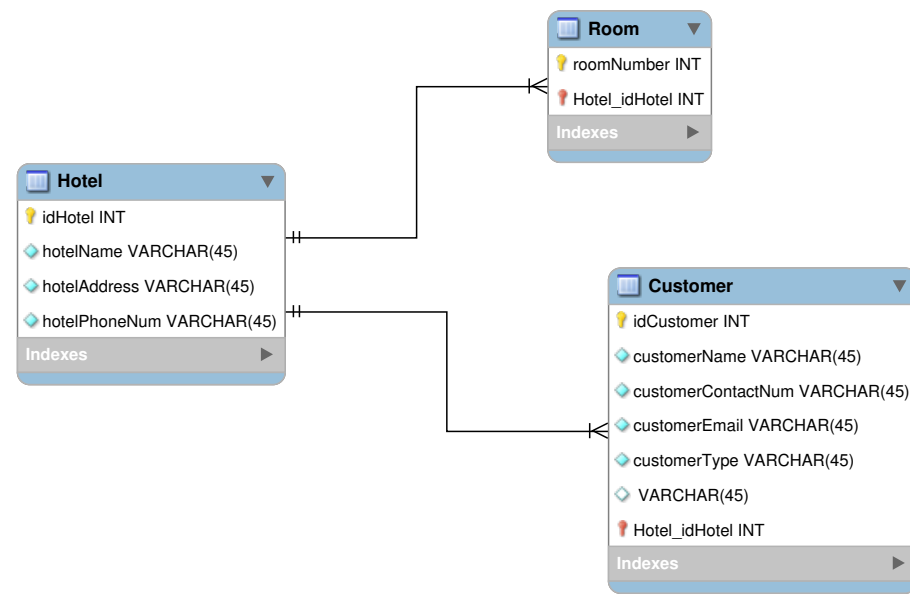 Room
roomNumber INT
Hotel_idHotel INT
Indexes
Hotel
idHotel INT
hotelName VARCHAR(45)
hotelAddress VARCHAR(45)
hotelPhoneNum VARCHAR(45)
Indexes
Customer
idCustomer INT
customerName VARCHAR(45)
customerContactNum VARCHAR(45)
customerEmail VARCHAR(45)
customerType VARCHAR(45)
VARCHAR(45)
Hotel_idHotel INT
Indexes